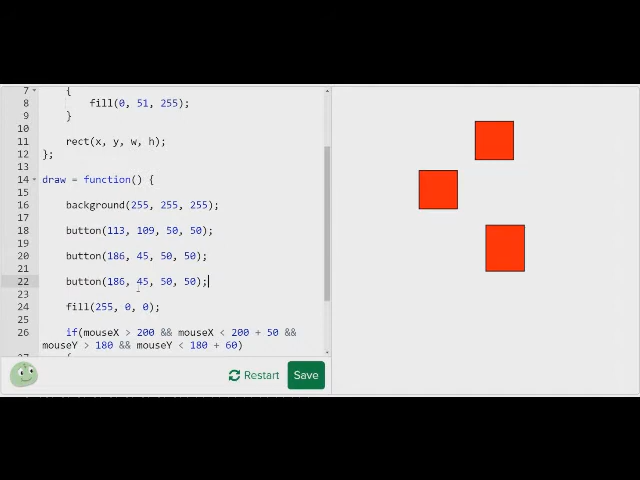 7 {
8 fill(0, 51, 255);
9 }
10
11 rect(x, y, w, h);
12 };
13
14 draw = function() {
15
16 background(255, 255, 255);
17
18 button(113, 109, 50, 50);
19
20 button(186, 45, 50, 50);
21
22 button(186, 45, 50, 50);
23
24 fill(255, 0, 0);
25
26 if(mouseX > 200 && mouseX < 200 + 50 &&
mouseY > 180 && mouseY < 180 + 60)
Restart
Save